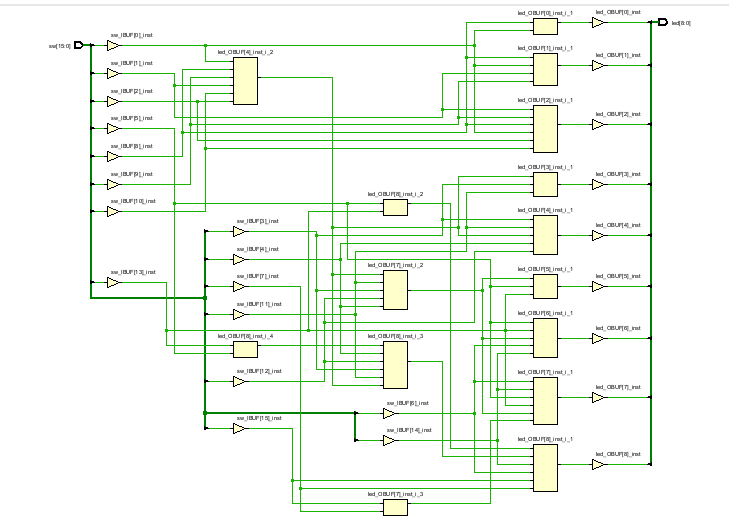 led_OBUF[0]_inst_i_1
led_OBUF[0]_inst
sw[15:0]
led[8:0]
sw_IBUF[0]_inst
led_OBUF[4]_inst_i_2
led_OBUF[1]_inst_i_1
led_OBUF[1]_inst
sw_IBUF[1]_inst
sw_IBUF[2]_inst
led_OBUF[2]_inst_i_1
led_OBUF[2]_inst
sw_IBUF[5]_inst
sw_IBUF[8]_inst
sw_IBUF[9]_inst
led_OBUF[3]_inst_i_1
led_OBUF[3]_inst
sw_IBUF[10]_inst
led_OBUF[8]_inst_i_2
led_OBUF[4]_inst_i_1
led_OBUF[4]_inst
sw_IBUF[3]_inst
sw_IBUF[4]_inst
sw_IBUF[13]_inst
sw_IBUF[7]_inst
led_OBUF[7]_inst_i_2
led_OBUF[5]_inst_i_1
led_OBUF[5]_inst
sw_IBUF[11]_inst
led_OBUF[6]_inst_i_1
led_OBUF[6]_inst
led_OBUF[8]_inst_i_4
led_OBUF[8]_inst_i_3
sw_IBUF[12]_inst
led_OBUF[7]_inst_i_1
led_OBUF[7]_inst
sw_IBUF[6]_inst
sw_IBUF[15]_inst
sw_IBUF[14]_inst
led_OBUF[8]_inst_i_1
led_OBUF[8]_inst
led_OBUF[7]_inst_i_3